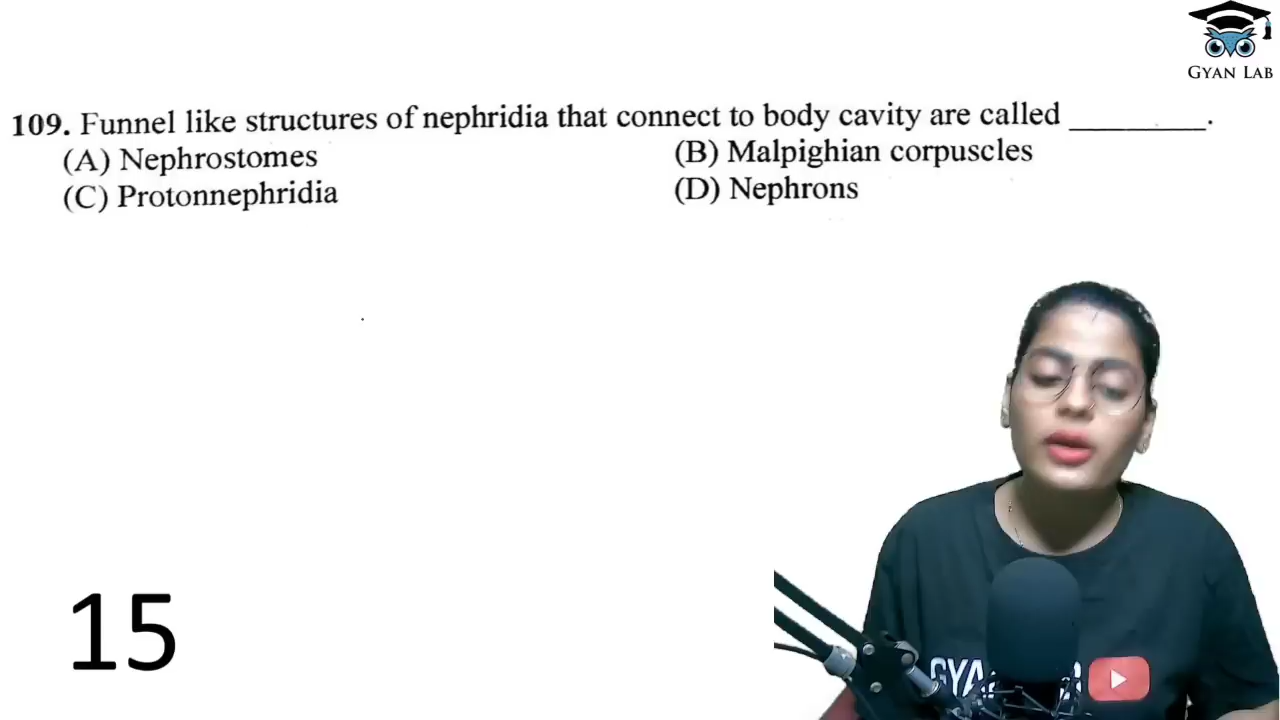 GYAN LAB
109. Funnel like structures of nephridia that connect to body cavity are called _________.
(A) Nephrostomes (B) Malpighian corpuscles
(C) Protonnephridia (D) Nephrons
15